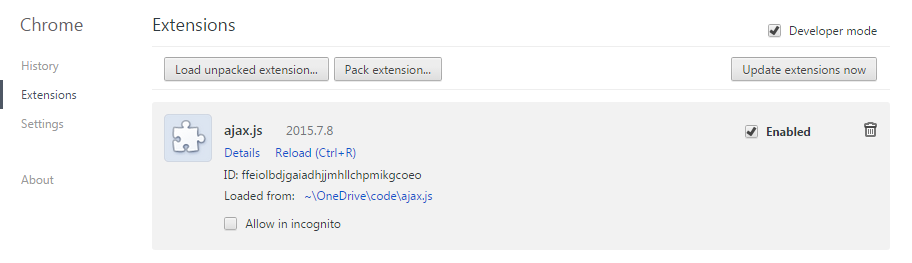 Chrome
Extensions
Developer mode
History
Extensions
Settings
About
Load unpacked extension...
Pack extension...
Update extensions now
ajax.js 2015.7.8
Enabled
Details Reload (Ctrl+R)
ID: ffeiolbdjgaiadhjjmhllchpmikgcoeo
Loaded from: ~\OneDrive\code\ajax.js
Allow in incognito